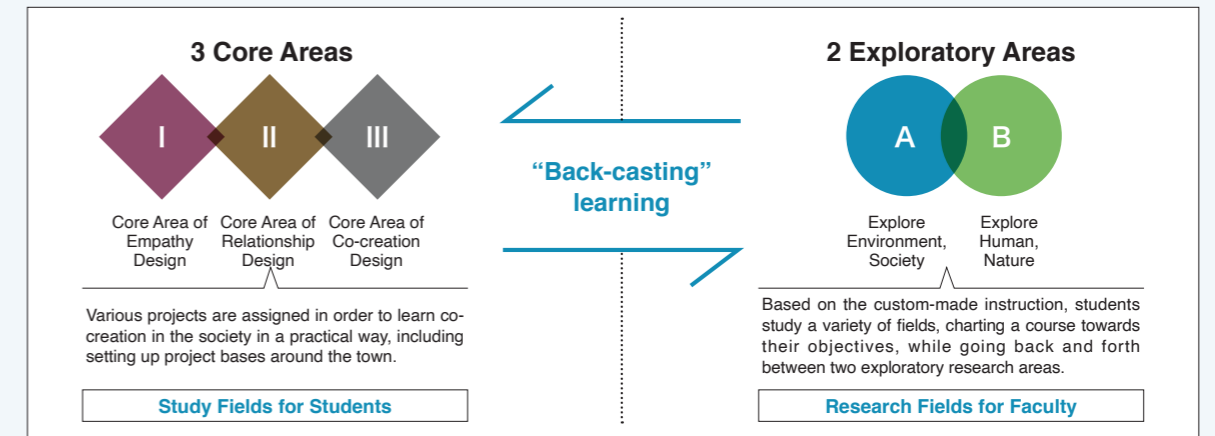 3 Core Areas
I
II
III
Core Area of
Empathy
Design
Core Area of
Relationship
Design
Core Area of
Co-creation
Design
Various projects are assigned in order to learn co-
creation in the society in a practical way, including
setting up project bases around the town.
Study Fields for Students
“Back-casting”
learning
2 Exploratory Areas
A
B
Explore
Environment,
Society
Explore
Human,
Nature
Based on the custom-made instruction, students
study a variety of fields, charting a course towards
their objectives, while going back and forth
between two exploratory research areas.
Research Fields for Faculty